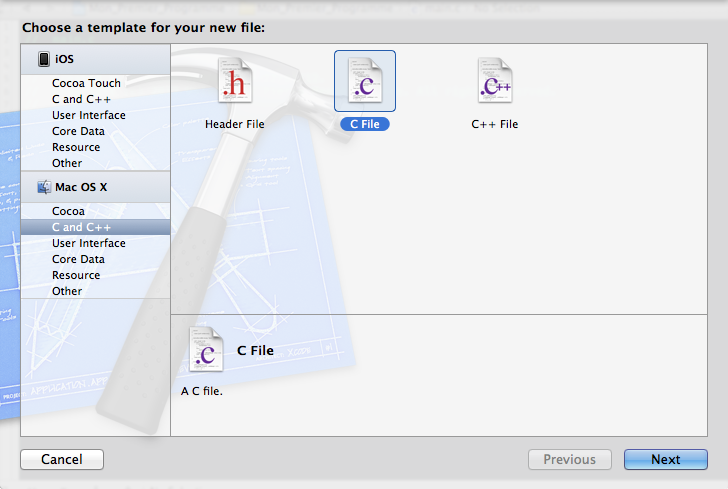 Choose a template for your new file:
iOS
Cocoa Touch
C and C++
User Interface
Core Data
Resource
Other
Mac OS X
Cocoa
C and C++
User Interface
Core Data
Resource
Other
.h
Header File
.c
C File
.c++
C++ File
.c
C File
A C file.
Cancel
Previous
Next